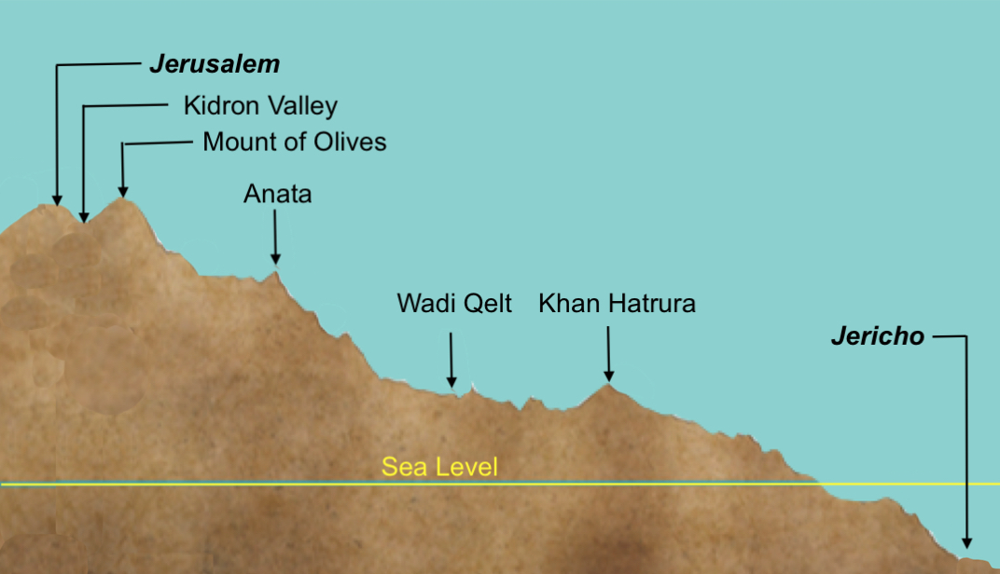 Jerusalem
Kidron Valley
Mount of Olives
Anata
Wadi Qelt
Khan Hatrura
Jericho
Sea Level